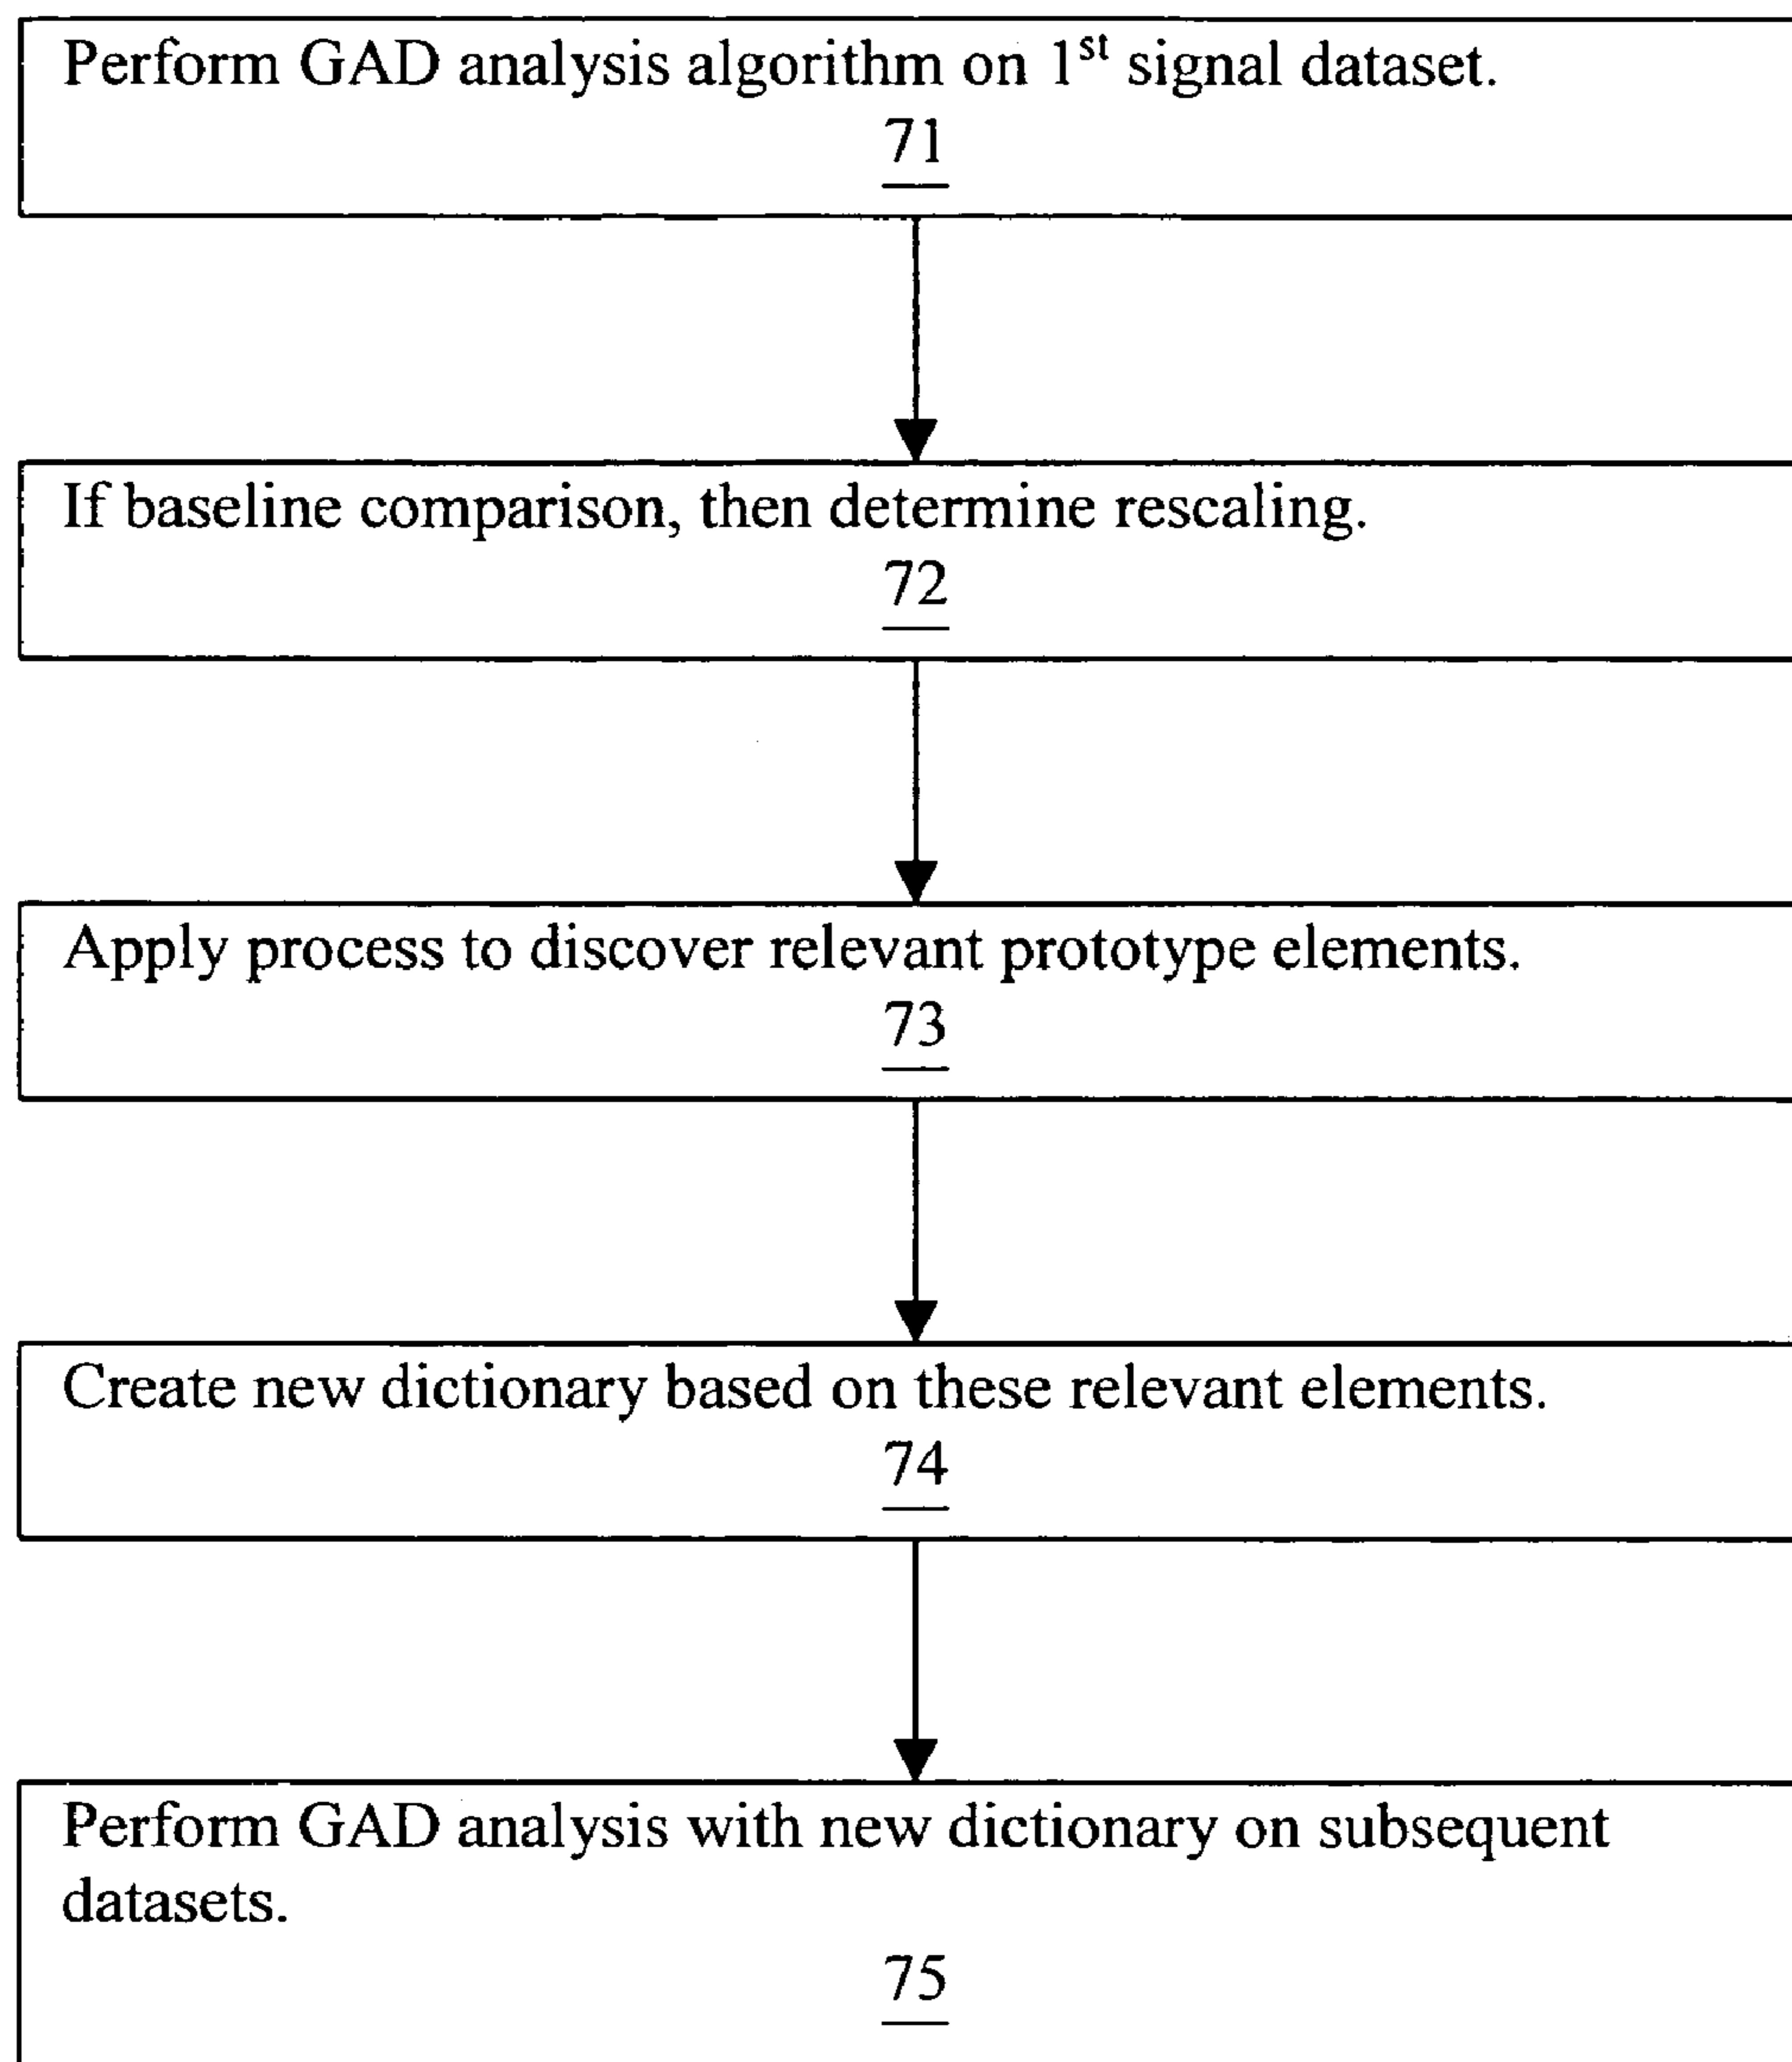 Perform GAD analysis algorithm on 1st signal dataset.
71
If baseline comparison, then determine rescaling.
72
Apply process to discover relevant prototype elements.
73
Create new dictionary based on these relevant elements.
74
Perform GAD analysis with new dictionary on subsequent
datasets.
75